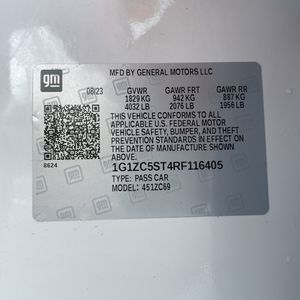 gm
MFD BY GENERAL MOTORS LLC
08/23 GVWR GAWR FRT GAWR RR
1829 KG 942 KG 887 KG
4032 LB 2076 LB 1956 LB
THIS VEHICLE CONFORMS TO ALL
APPLICABLE U.S. FEDERAL MOTOR
VEHICLE SAFETY, BUMPER, AND THEFT
PREVENTION STANDARDS IN EFFECT ON
THE DATE OF MANUFACTURE SHOWN
ABOVE.
8624
1G1ZC5ST4RF116405
TYPE: PASS CAR
MODEL: 451ZC69